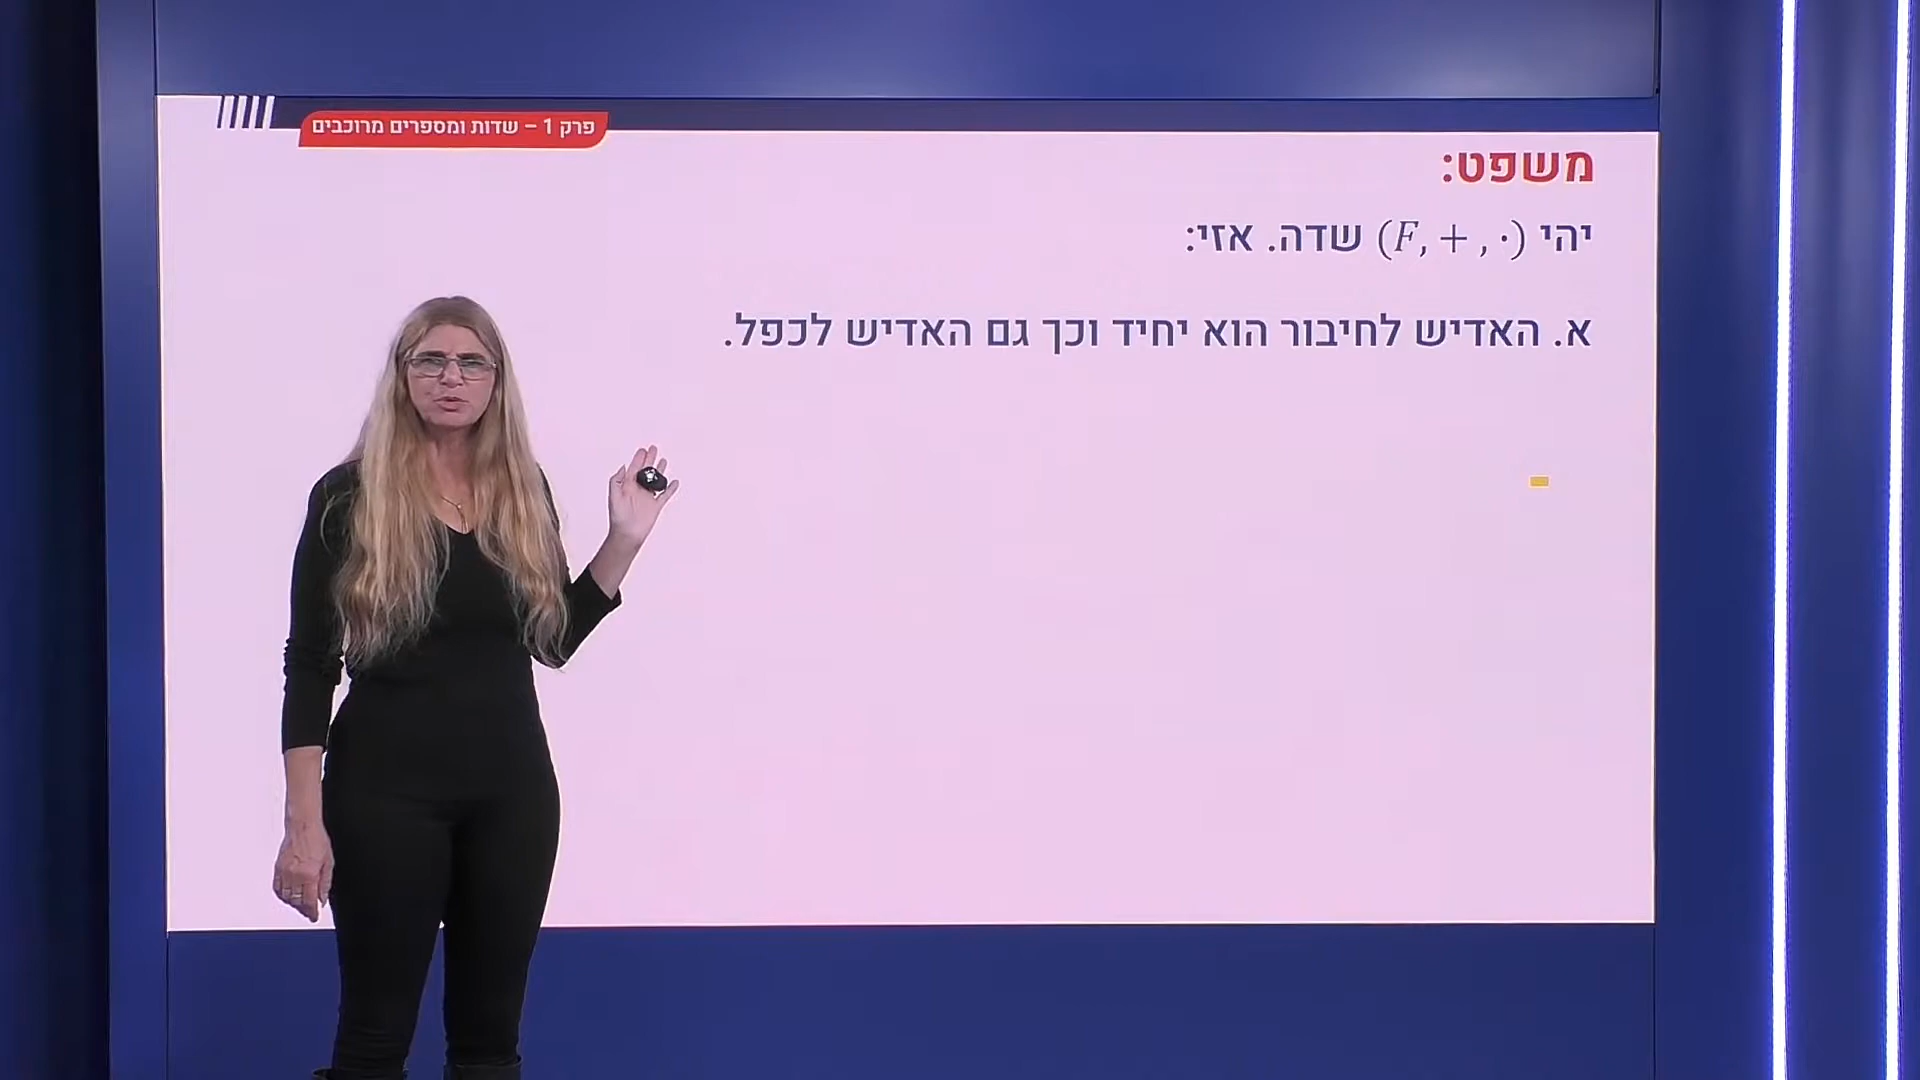 פרק 1 – שדות ומספרים מרוכבים
משפט:
יהי (F, + , ·) שדה. אזי:
א. האדיש לחיבור הוא יחיד וכך גם האדיש לכפל.